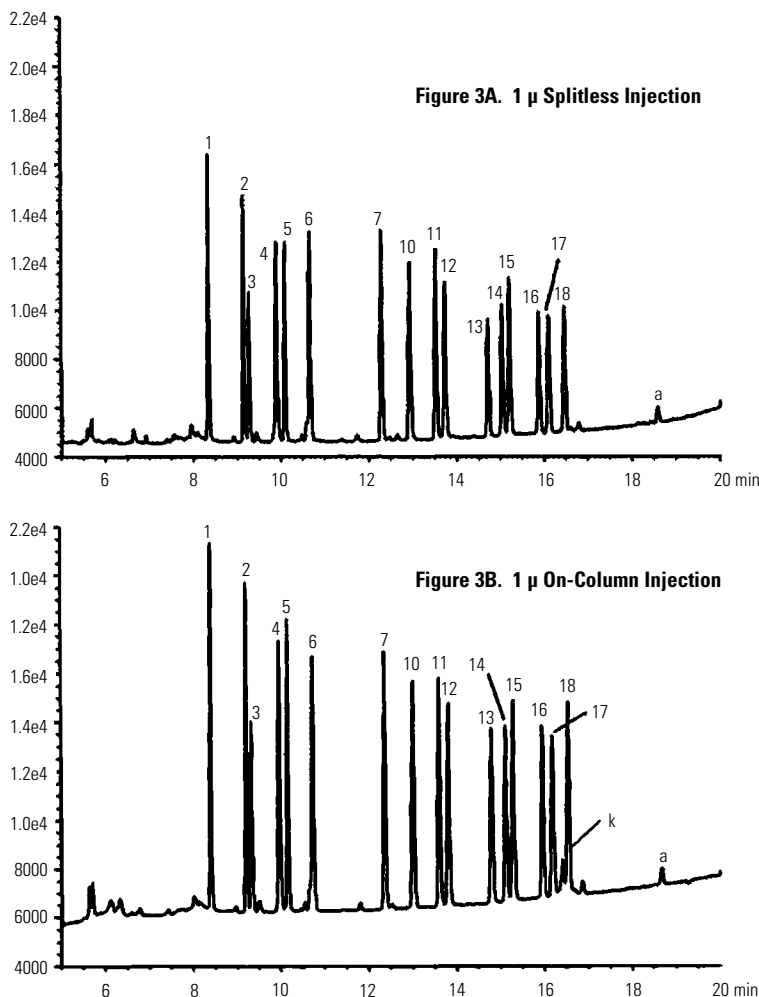 2.2e4
2.0e4
1.8e4
1.6e4
1.4e4
1.2e4
1.0e4
8000
6000
4000
Figure 3A. 1 µ Splitless Injection
1
2
3
4
5
6
7
10
11
12
13
14
15
16
17
18
a
6
8
10
12
14
16
18
20 min
2.2e4
1.0e4
1.2e4
1.6e4
1.4e4
1.2e4
1.0e4
8000
6000
4000
Figure 3B. 1 µ On-Column Injection
1
2
3
4
5
6
7
10
11
12
13
14
15
16
17
18
k
a
6
8
10
12
14
16
18
20 min